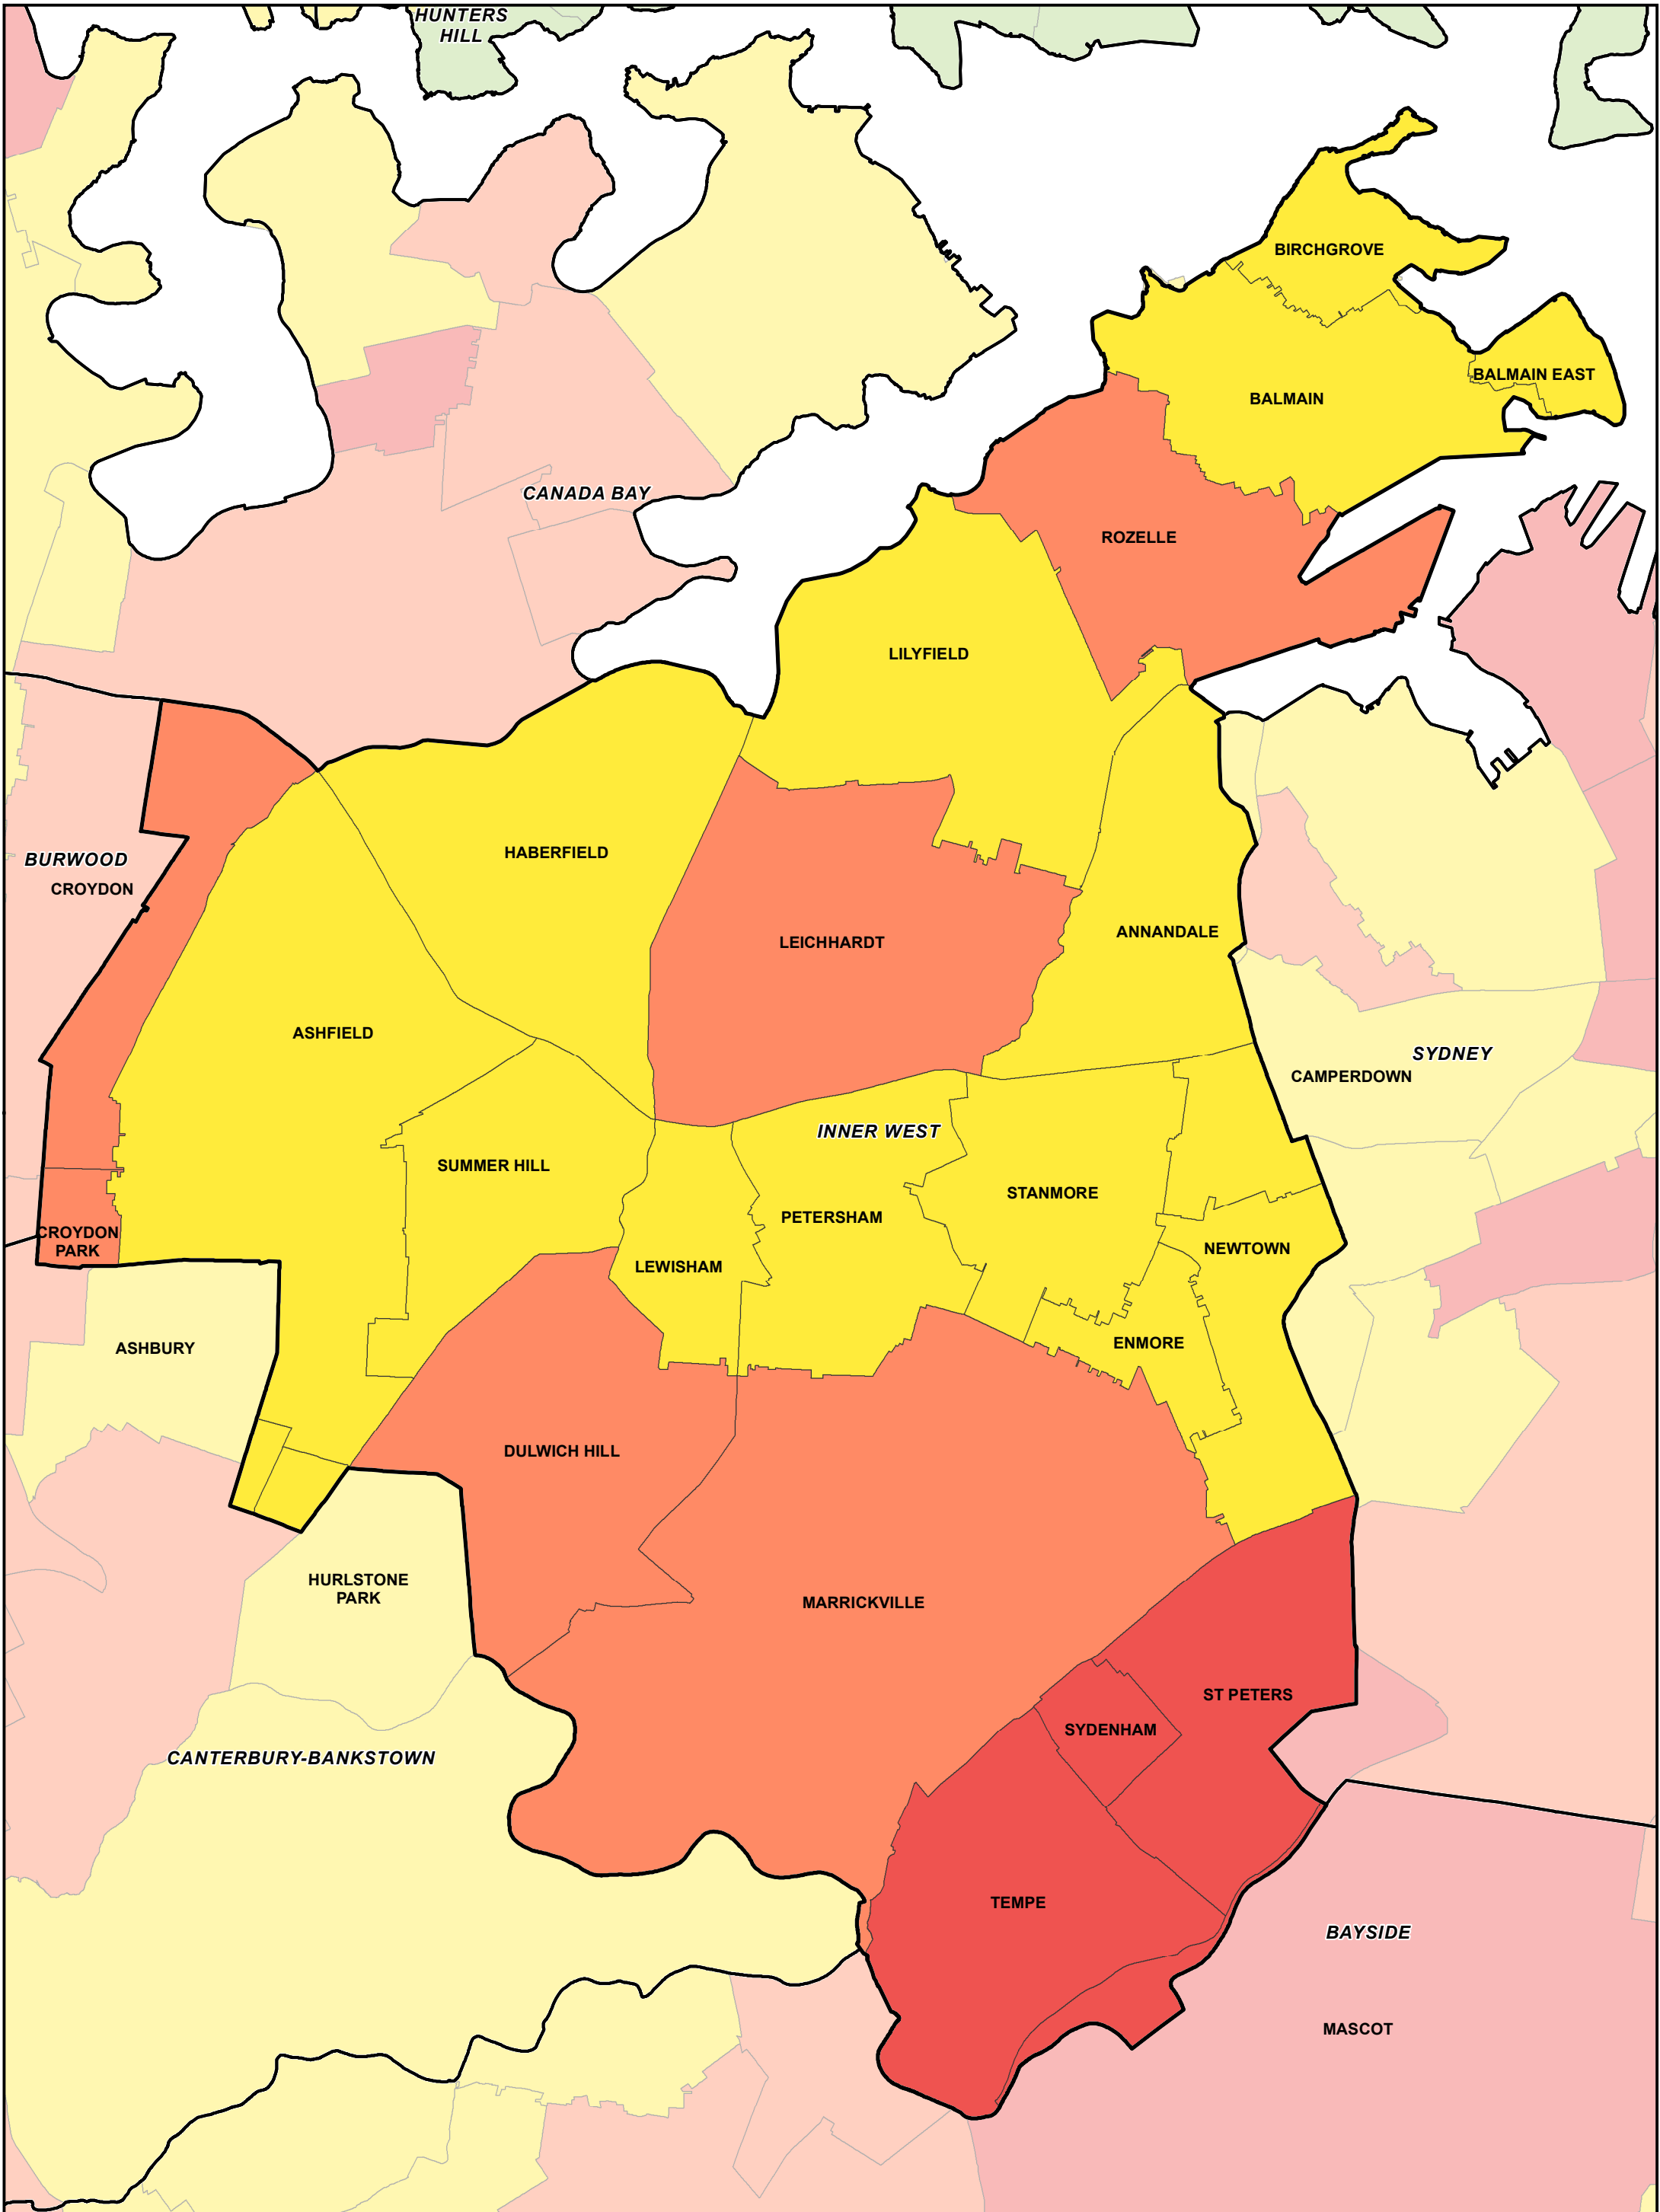 HUNTERS
HILL
BIRCHGROVE
BALMAIN EAST
BALMAIN
CANADA BAY
ROZELLE
LILYFIELD
HABERFIELD
BURWOOD
CROYDON
ANNANDALE
LEICHHARDT
ASHFIELD
SYDNEY
CAMPERDOWN
INNER WEST
SUMMER HILL
STANMORE
PETERSHAM
CROYDON
PARK
NEWTOWN
LEWISHAM
ENMORE
ASHBURY
DULWICH HILL
HURLSTONE
PARK
MARRICKVILLE
ST PETERS
SYDENHAM
CANTERBURY-BANKSTOWN
TEMPE
BAYSIDE
MASCOT